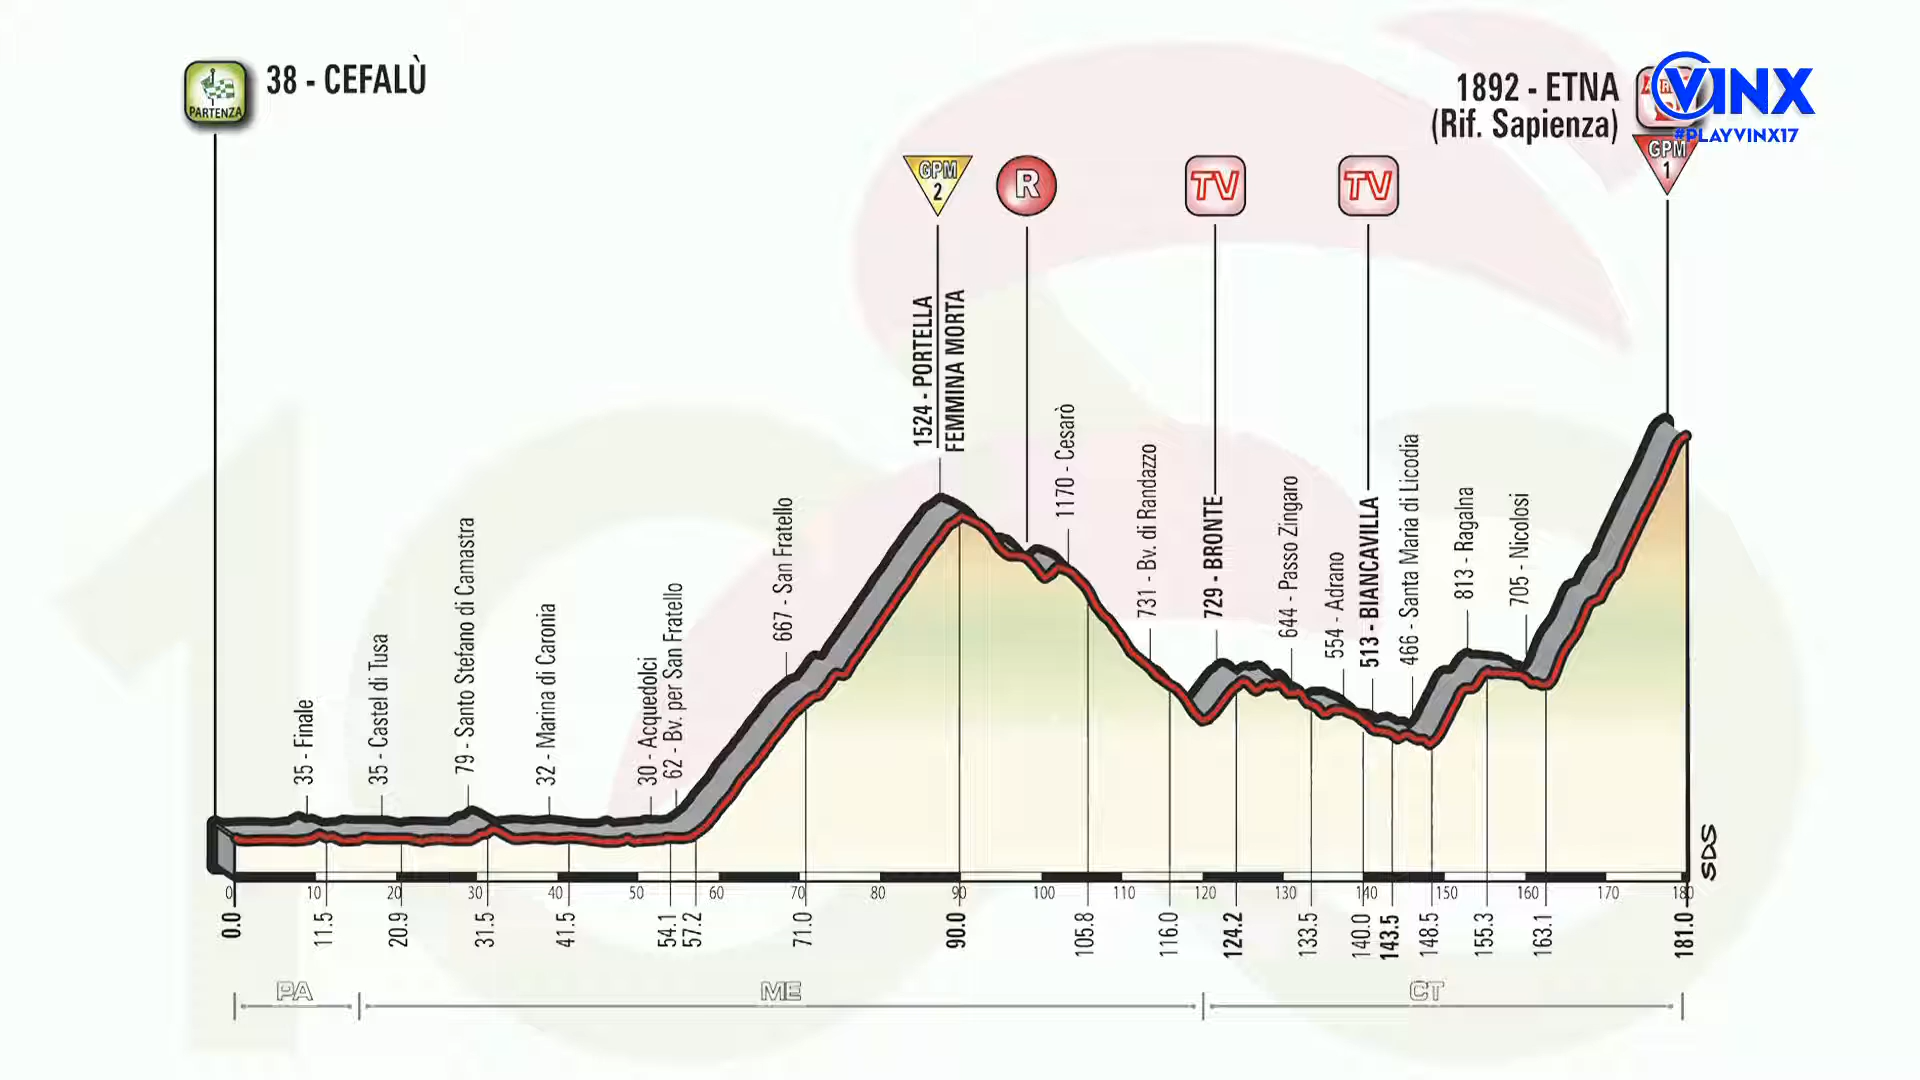 38 - CEFALÙ
PARTENZA
1892 - ETNA
(Rif. Sapienza)
VINX
#PLAYVINX17
GPM
1
GPM
2
R
TV
TV
35 - Finale
35 - Castel di Tusa
79 - Santo Stefano di Camastra
32 - Marina di Caronia
30 - Acquedolci
62 - Bv. per San Fratello
667 - San Fratello
1524 - PORTELLA
FEMMINA MORTA
1170 - Cesarò
731 - Bv. di Randazzo
729 - BRONTE
644 - Passo Zingaro
554 - Adrano
513 - BIANCAVILLA
466 - Santa Maria di Licodia
813 - Ragalna
705 - Nicolosi
SDS
0 10 20 30 40 50 60 70 80 90 100 110 120 130 140 150 160 170 180
0.0 11.5 20.9 31.5 41.5 54.1 57.2 71.0 90.0 105.8 116.0 124.2 133.5 140.0 143.5 148.5 155.3 163.1 181.0
PA ME CT